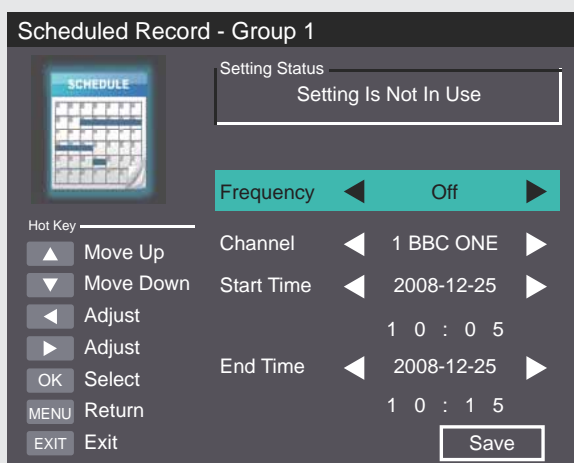 Scheduled Record - Group 1
SCHEDULE
Setting Status
Setting Is Not In Use
Frequency Off
Channel 1 BBC ONE
Start Time 2008-12-25
1 0 : 0 5
End Time 2008-12-25
1 0 : 1 5
Save
Hot Key
Move Up
Move Down
Adjust
Adjust
OK Select
MENU Return
EXIT Exit